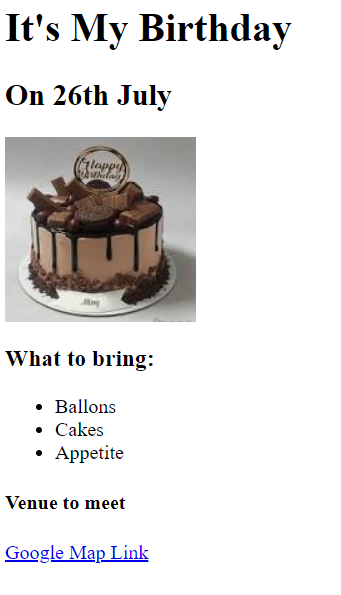 It's My Birthday
On 26th July
Happy
Birthday
What to bring:
Ballons
Cakes
Appetite
Venue to meet
Google Map Link